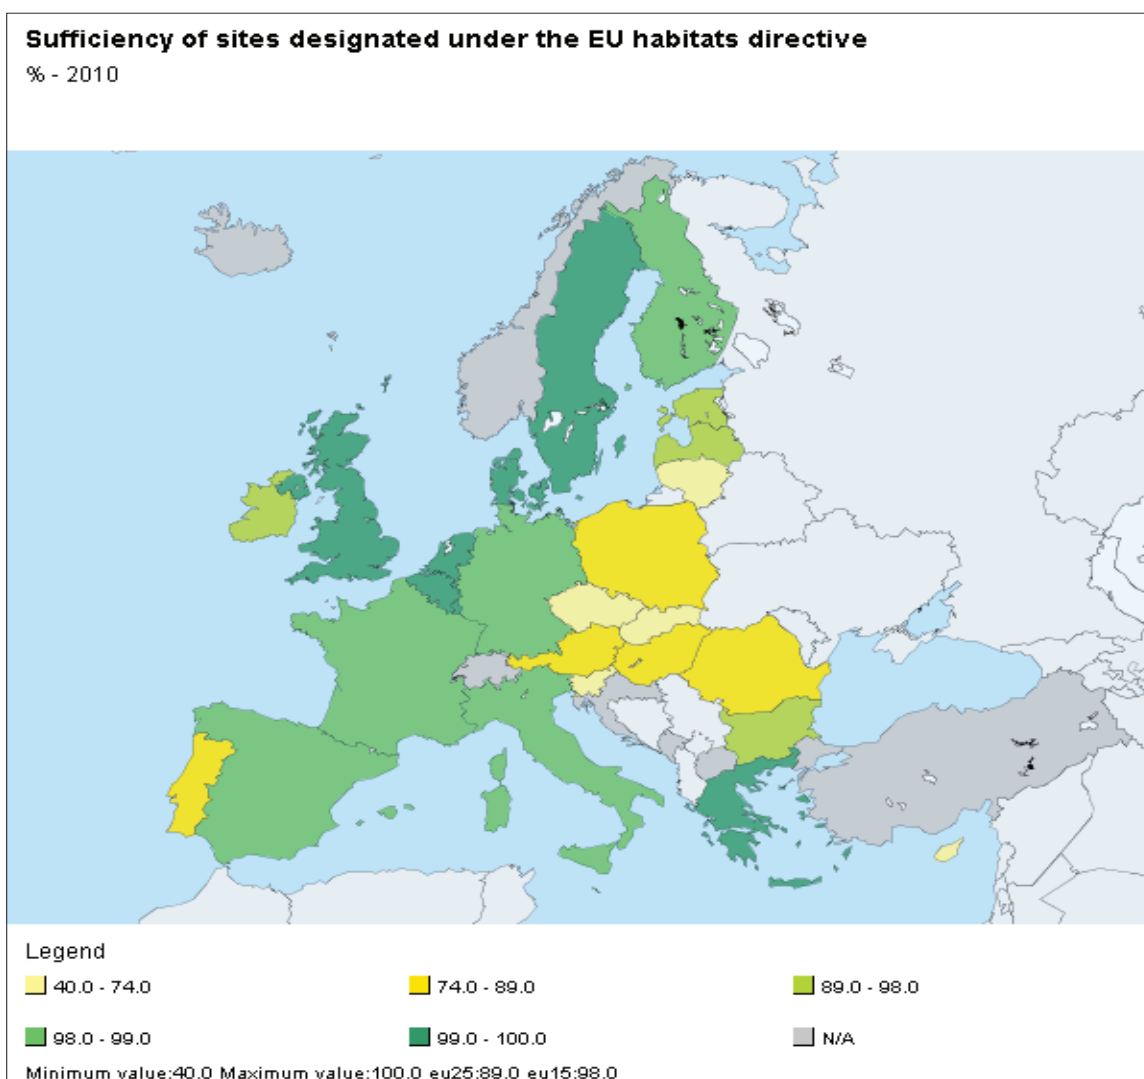 Sufficiency of sites designated under the EU habitats directive
% - 2010
Legend
40.0 - 74.0
74.0 - 89.0
89.0 - 98.0
98.0 - 99.0
99.0 - 100.0
N/A
Minimum value:40.0 Maximum value:100.0 eu25:89.0 eu15:98.0